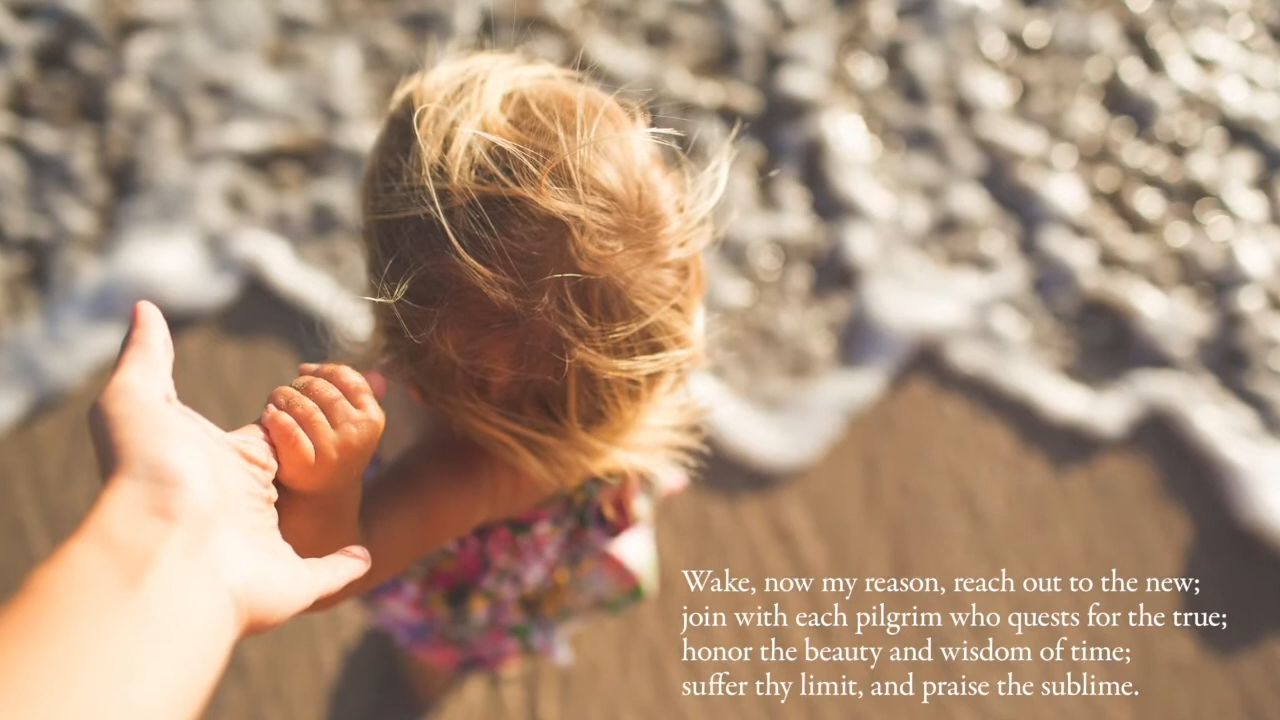 Wake, now my reason, reach out to the new;
join with each pilgrim who quests for the true;
honor the beauty and wisdom of time;
suffer thy limit, and praise the sublime.